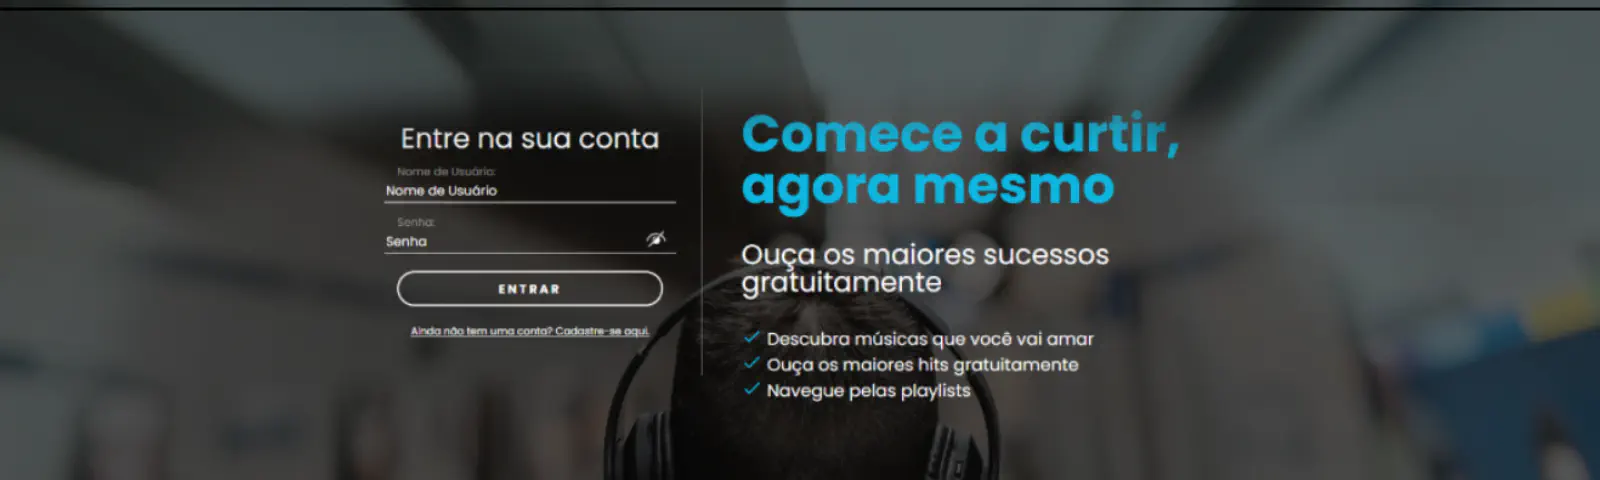 Entre na sua conta
Nome de Usuário:
Nome de Usuário
Senha:
Senha
ENTRAR
Ainda não tem uma conta? Cadastre-se aqui.
Comece a curtir,
agora mesmo
Ouça os maiores sucessos
gratuitamente
Descubra músicas que você vai amar
Ouça os maiores hits gratuitamente
Navegue pelas playlists